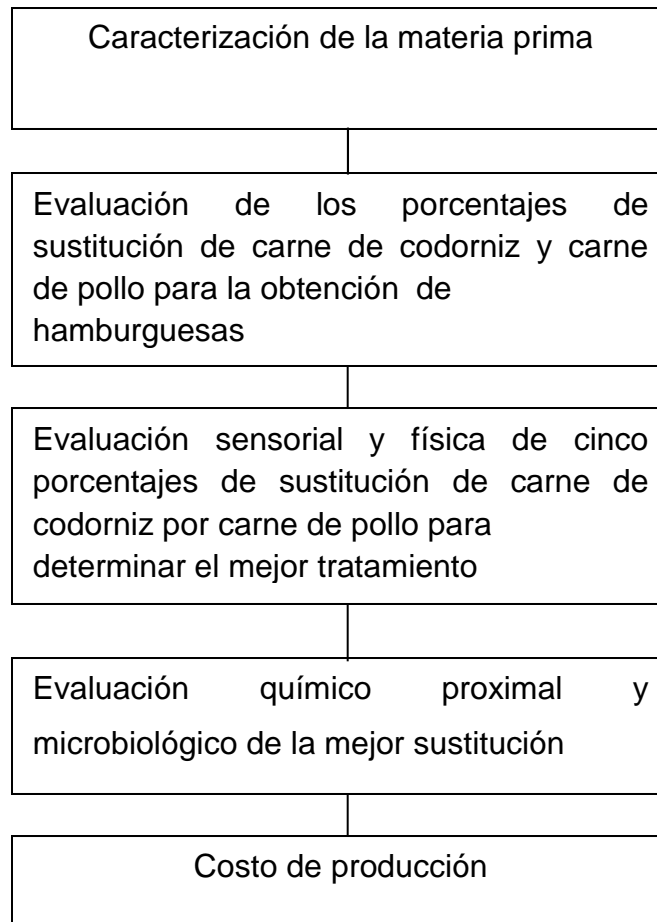 Caracterización de la materia prima
Evaluación de los porcentajes de
sustitución de carne de codorniz y carne
de pollo para la obtención de
hamburguesas
Evaluación sensorial y física de cinco
porcentajes de sustitución de carne de
codorniz por carne de pollo para
determinar el mejor tratamiento
Evaluación químico proximal y
microbiológico de la mejor sustitución
Costo de producción